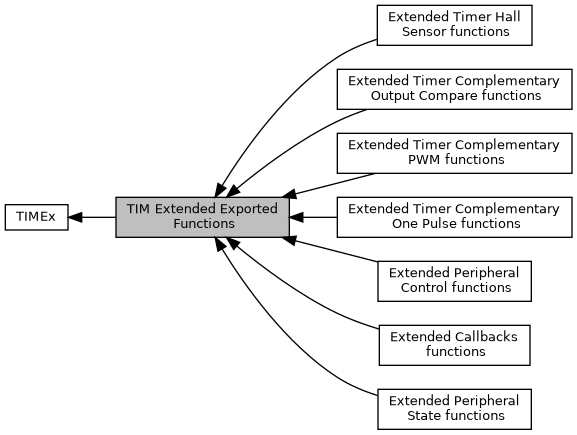 Extended Timer Hall
Sensor functions
Extended Timer Complementary
Output Compare functions
Extended Timer Complementary
PWM functions
TIMEx
TIM Extended Exported
Functions
Extended Timer Complementary
One Pulse functions
Extended Peripheral
Control functions
Extended Callbacks
functions
Extended Peripheral
State functions